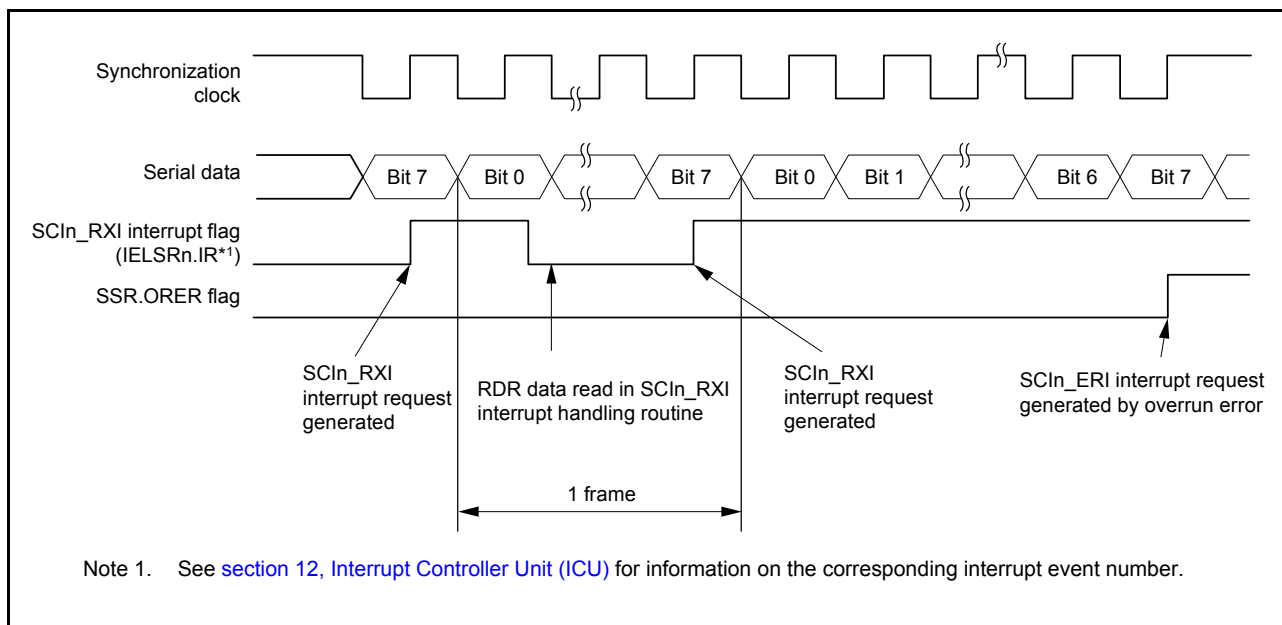 Synchronization
clock
Serial data
Bit 7
Bit 0
Bit 7
Bit 0
Bit 1
Bit 6
Bit 7
SCIn_RXI interrupt flag
(IELSRn.IR*1)
SSR.ORER flag
SCIn_RXI
interrupt request
generated
RDR data read in SCIn_RXI
interrupt handling routine
SCIn_RXI
interrupt request
generated
SCIn_ERI interrupt request
generated by overrun error
1 frame
Note 1. See section 12, Interrupt Controller Unit (ICU) for information on the corresponding interrupt event number.